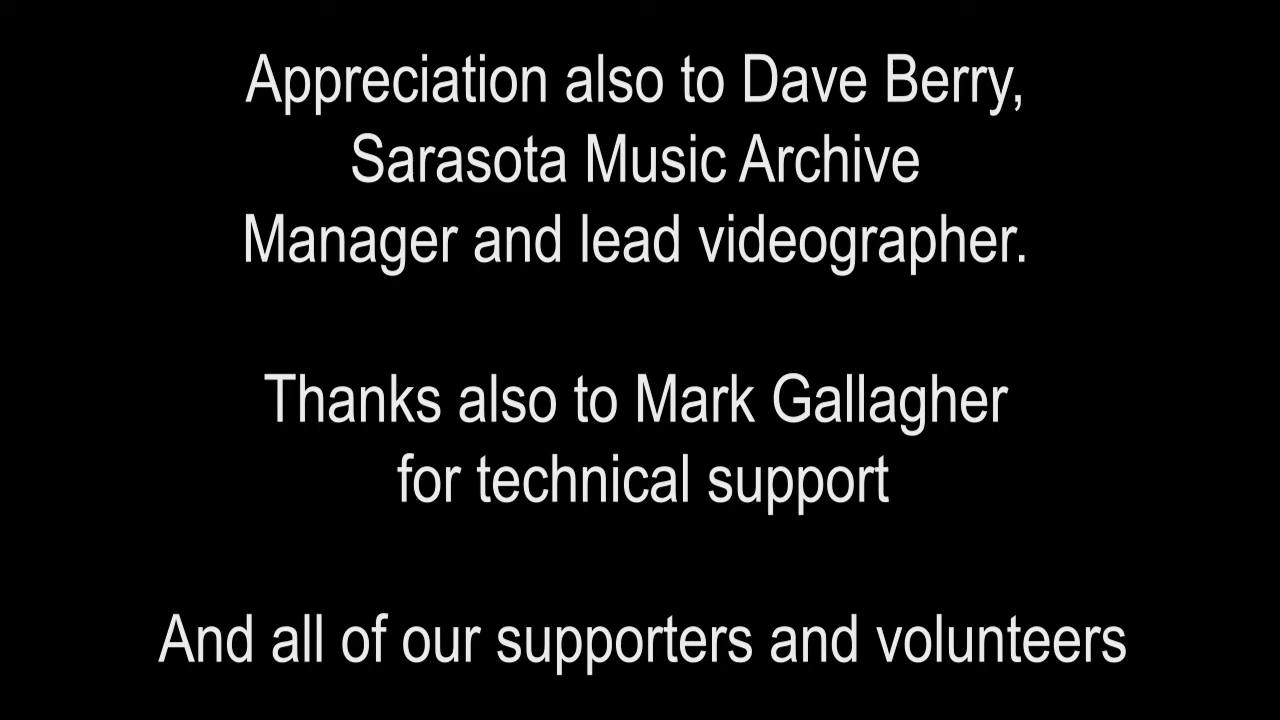 Appreciation also to Dave Berry,
Sarasota Music Archive
Manager and lead videographer.
Thanks also to Mark Gallagher
for technical support
And all of our supporters and volunteers